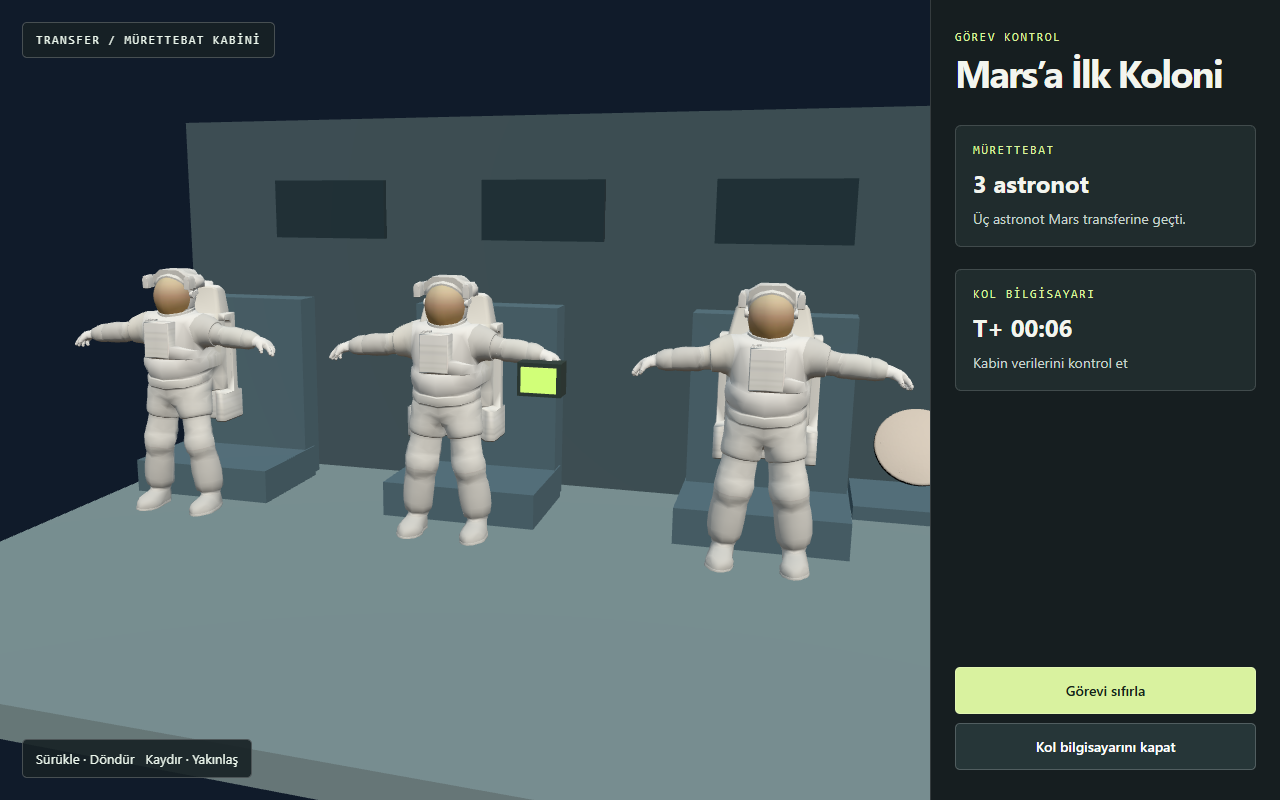 TRANSFER / MÜRETTEBAT KABİNİ
GÖREV KONTROL
Mars’a İlk Koloni
MÜRETTEBAT
3 astronot
Üç astronot Mars transferine geçti.
KOL BİLGİSAYARI
T+ 00:06
Kabin verilerini kontrol et
Görevi sıfırla
Kol bilgisayarını kapat
Sürükle · Döndür Kaydır · Yakınlaş